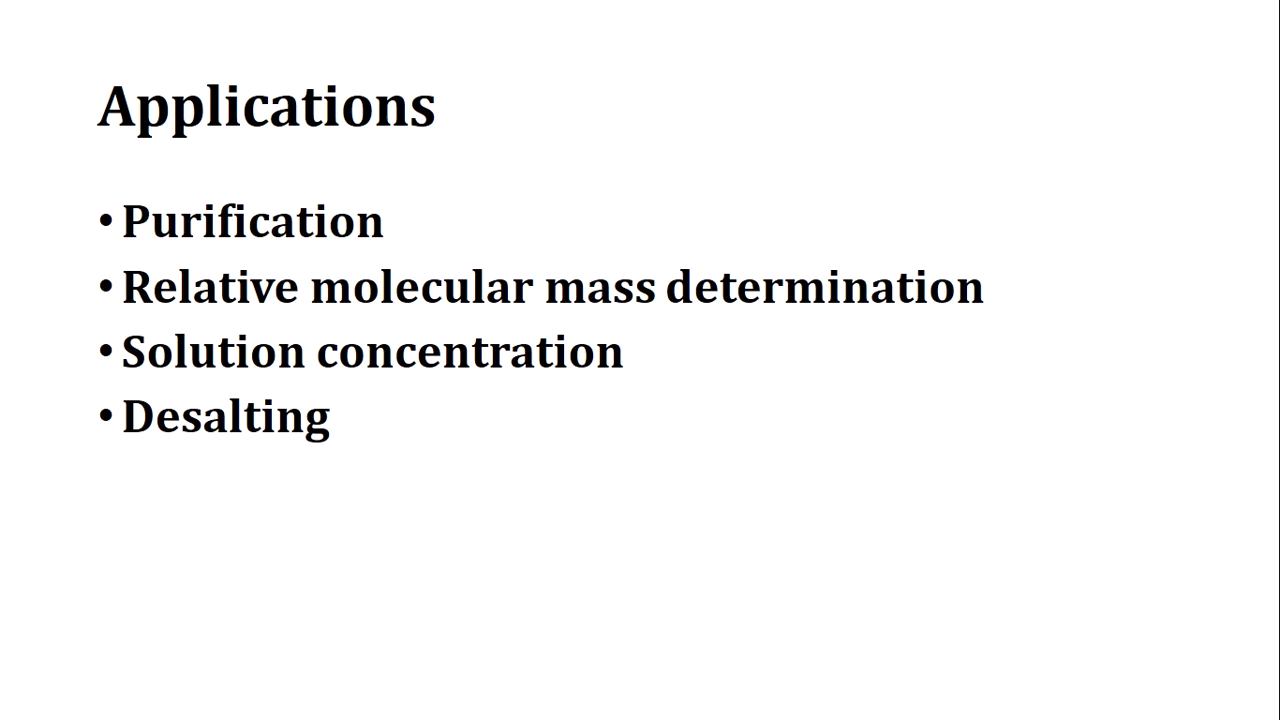 Applications
• Purification
• Relative molecular mass determination
• Solution concentration
• Desalting